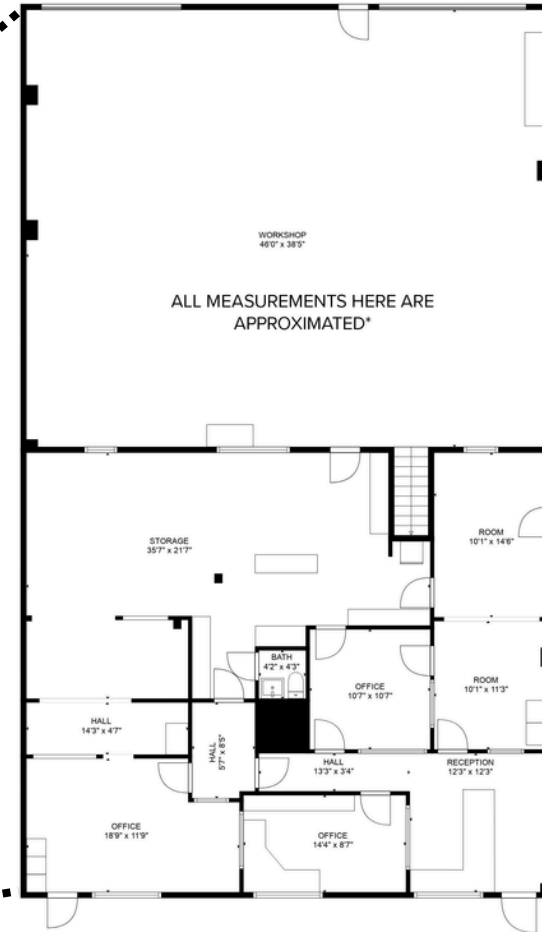 WORKSHOP
46'0" x 38'5"
ALL MEASUREMENTS HERE ARE
APPROXIMATED*
STORAGE
35'7" x 21'7"
ROOM
10'1" x 14'6"
BATH
4'2" x 4'3"
OFFICE
10'7" x 10'7"
ROOM
10'1" x 11'3"
HALL
14'3" x 4'7"
HALL
5'7" x 8'5"
HALL
13'3" x 3'4"
RECEPTION
12'3" x 12'3"
OFFICE
18'9" x 11'9"
OFFICE
14'4" x 8'7"